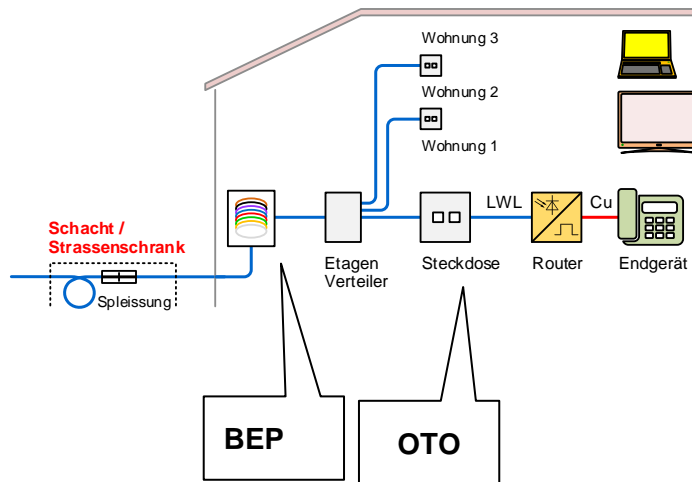 Wohnung 3
Wohnung 2
Wohnung 1
LWL
Cu
Schacht /
Strassenschrank
Spleissung
Etagen
Verteiler
Steckdose
Router
Endgerät
BEP
OTO